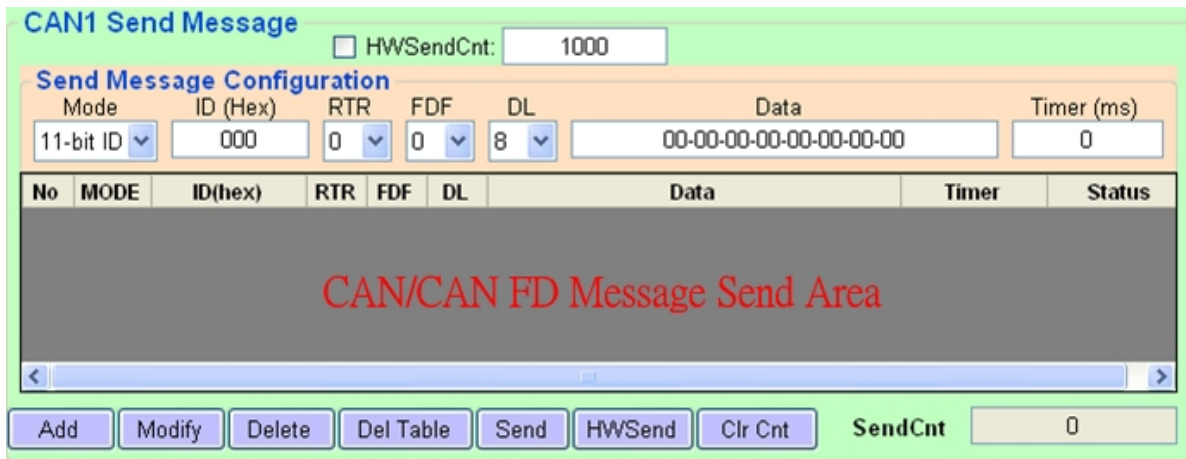 CAN1 Send Message
HWSendCnt: 1000
Send Message Configuration
Mode ID (Hex) RTR FDF DL Data Timer (ms)
11-bit ID 000 0 0 8 00-00-00-00-00-00-00-00 0
No MODE ID(hex) RTR FDF DL Data Timer Status
CAN/CAN FD Message Send Area
Add Modify Delete Del Table Send HWSend Clr Cnt SendCnt 0